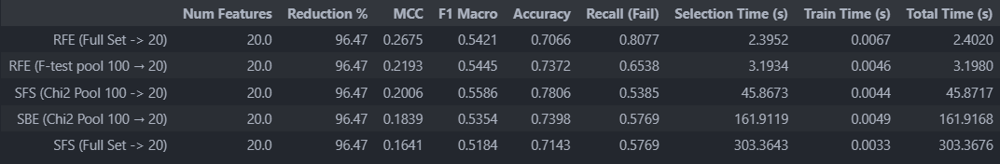 Num Features Reduction % MCC F1 Macro Accuracy Recall (Fail) Selection Time (s) Train Time (s) Total Time (s)
RFE (Full Set -> 20) 20.0 96.47 0.2675 0.5421 0.7066 0.8077 2.3952 0.0067 2.4020
RFE (F-test pool 100 → 20) 20.0 96.47 0.2193 0.5445 0.7372 0.6538 3.1934 0.0046 3.1980
SFS (Chi2 Pool 100 -> 20) 20.0 96.47 0.2006 0.5586 0.7806 0.5385 45.8673 0.0044 45.8717
SBE (Chi2 Pool 100 → 20) 20.0 96.47 0.1839 0.5354 0.7398 0.5769 161.9119 0.0049 161.9168
SFS (Full Set -> 20) 20.0 96.47 0.1641 0.5184 0.7143 0.5769 303.3643 0.0033 303.3676